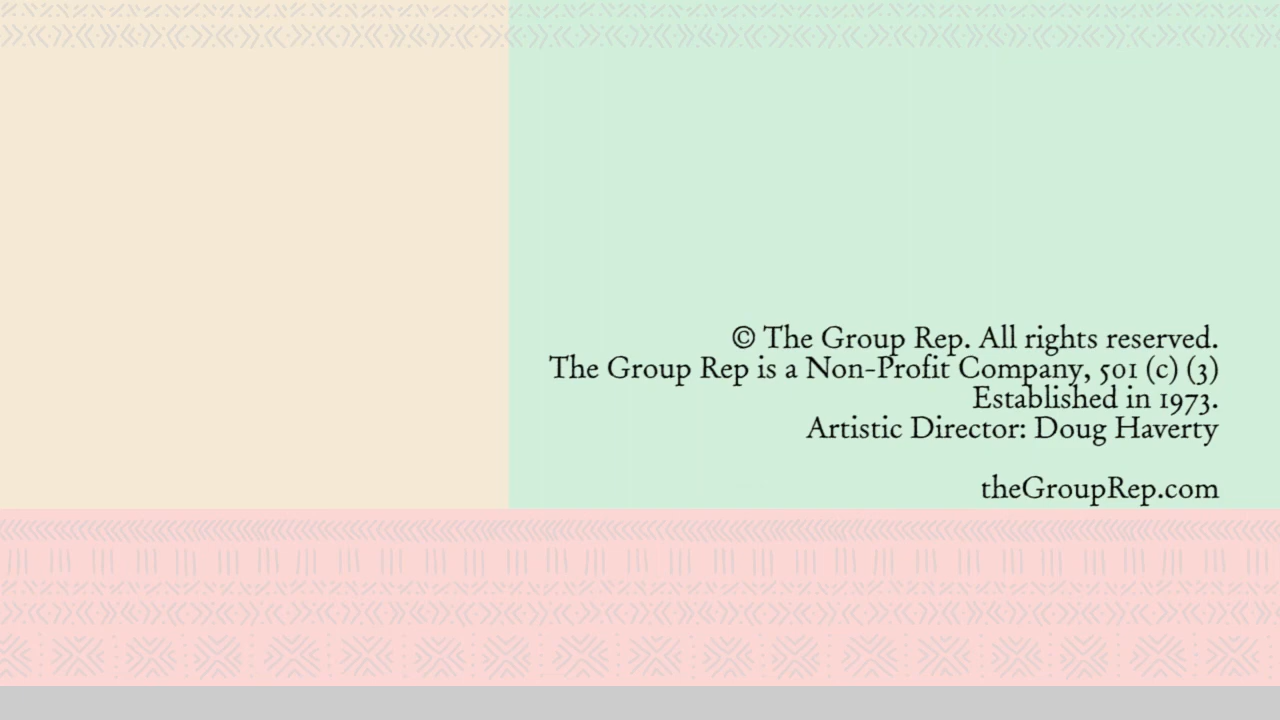 © The Group Rep. All rights reserved.
The Group Rep is a Non-Profit Company, 501 (c) (3)
Established in 1973.
Artistic Director: Doug Haverty
theGroupRep.com